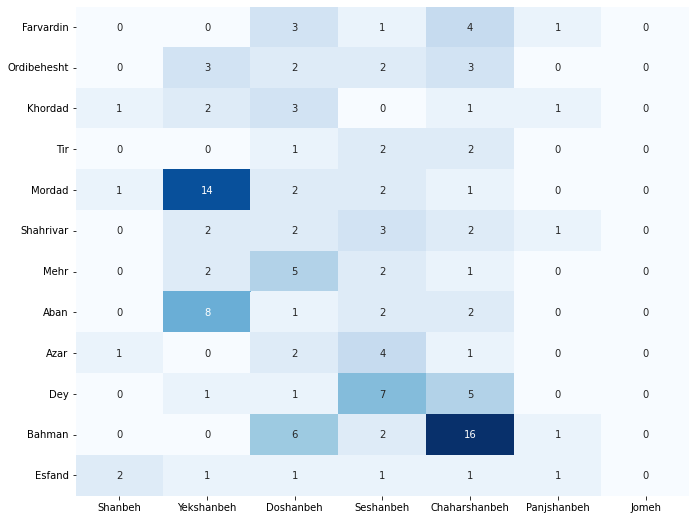 Farvardin 0 0 3 1 4 1 0
Ordibehesht 0 3 2 2 3 0 0
Khordad 1 2 3 0 1 1 0
Tir 0 0 1 2 2 0 0
Mordad 1 14 2 2 1 0 0
Shahrivar 0 2 2 3 2 1 0
Mehr 0 2 5 2 1 0 0
Aban 0 8 1 2 2 0 0
Azar 1 0 2 4 1 0 0
Dey 0 1 1 7 5 0 0
Bahman 0 0 6 2 16 1 0
Esfand 2 1 1 1 1 1 0
Shanbeh Yekshanbeh Doshanbeh Seshanbeh Chaharshanbeh Panjshanbeh Jomeh